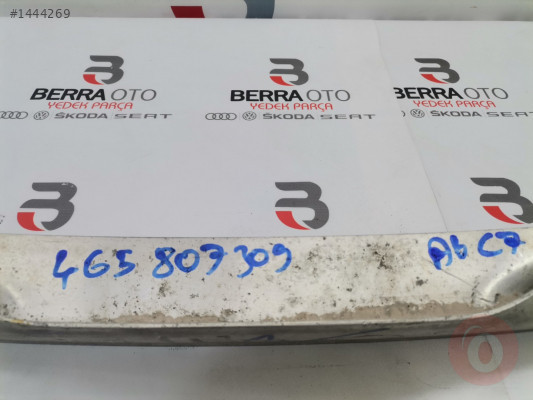 #1444269
BERRA OTO BERRA OTO BERRA OTO
YEDEK PARÇA YEDEK PARÇA YEDEK PARÇA
ŠKODA SEAT ŠKODA SEAT ŠKODA SEAT
4G5 807 309 A6 C7